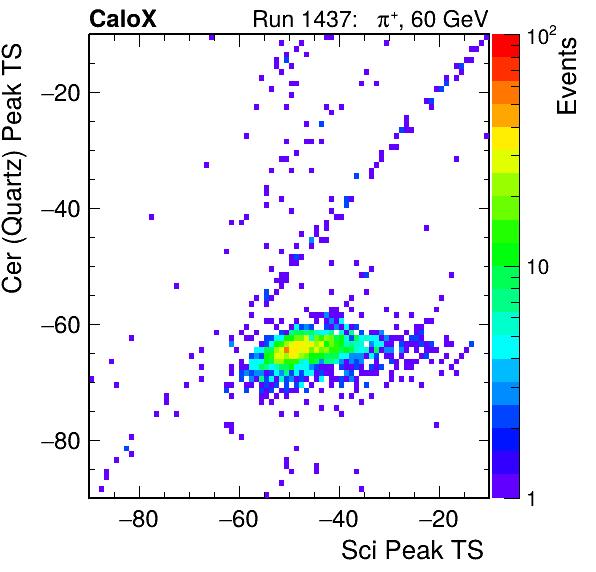 CaloX Run 1437: π⁺, 60 GeV
Cer (Quartz) Peak TS
−20
−40
−60
−80
−80 −60 −40 −20
Sci Peak TS
10²
10
1
Events